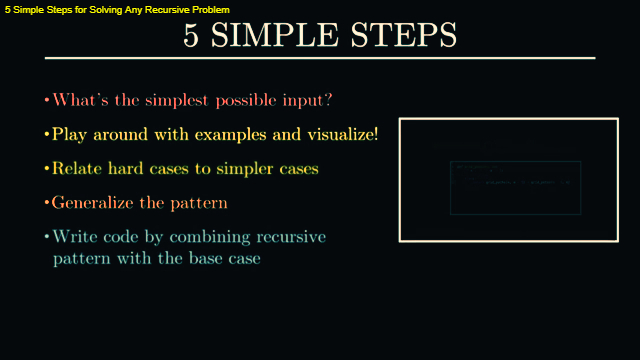 5 Simple Steps for Solving Any Recursive Problem
5 SIMPLE STEPS
• What's the simplest possible input?
• Play around with examples and visualize!
• Relate hard cases to simpler cases
• Generalize the pattern
• Write code by combining recursive
pattern with the base case